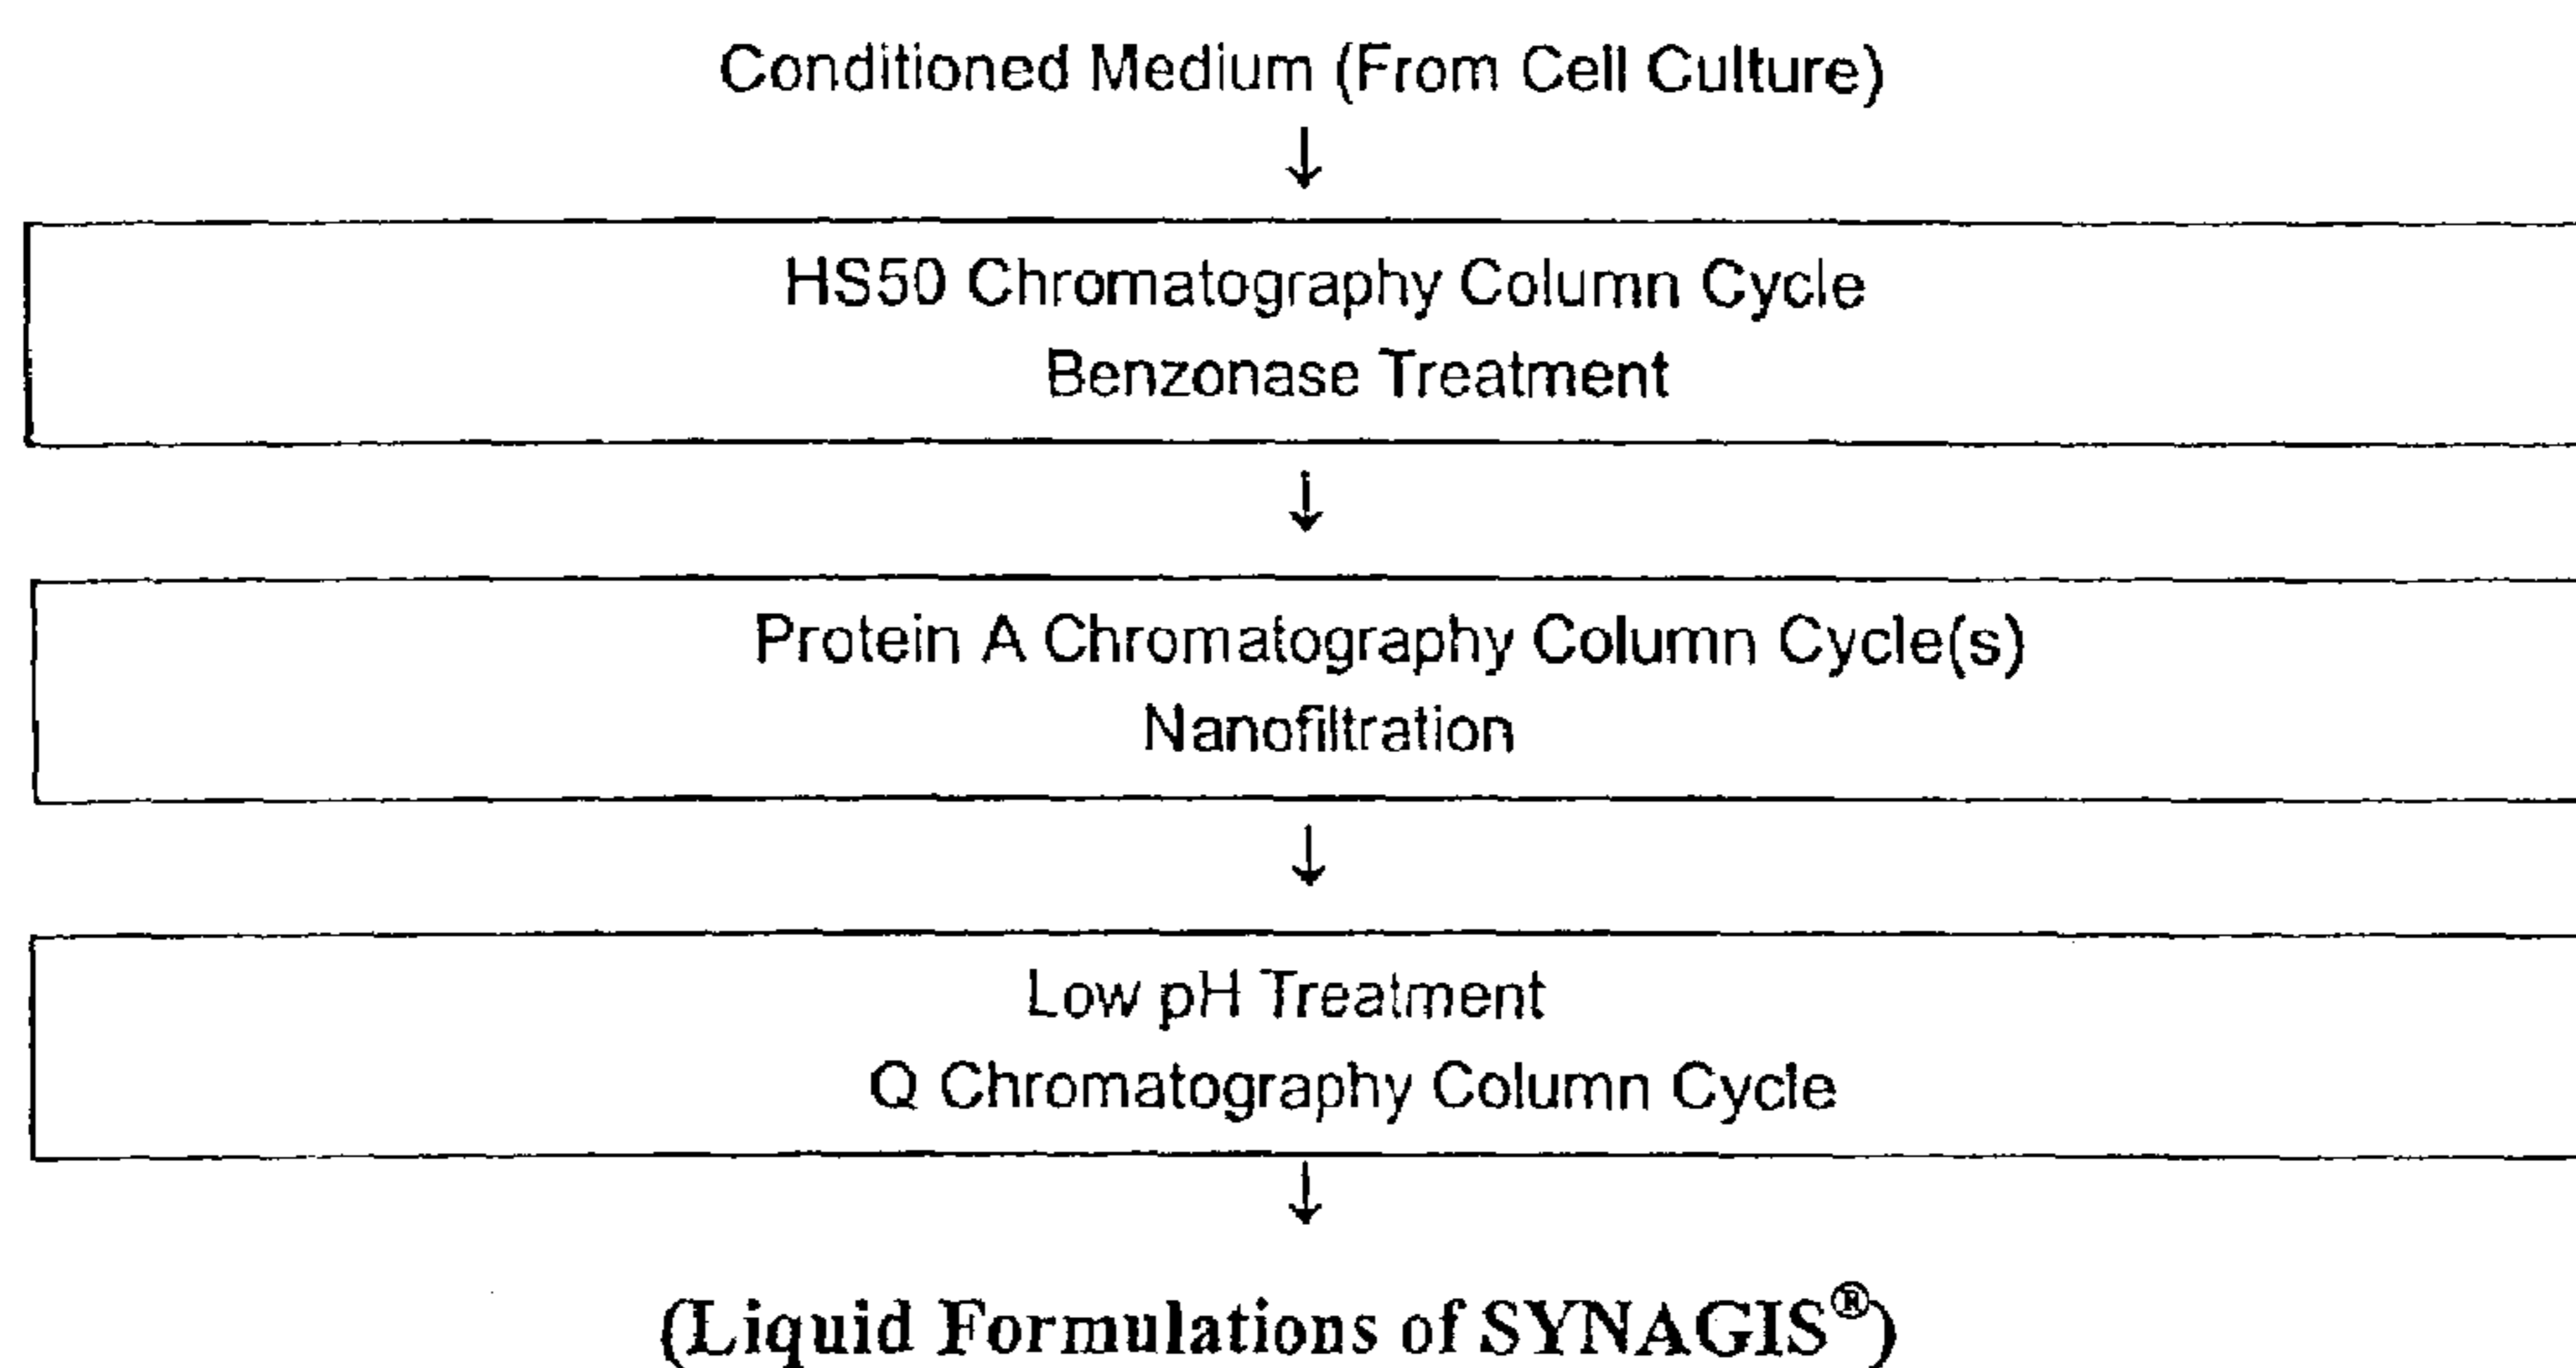 Conditioned Medium (From Cell Culture)
↓
HS50 Chromatography Column Cycle
Benzonase Treatment
↓
Protein A Chromatography Column Cycle(s)
Nanofiltration
↓
Low pH Treatment
Q Chromatography Column Cycle
↓
(Liquid Formulations of SYNAGIS®)